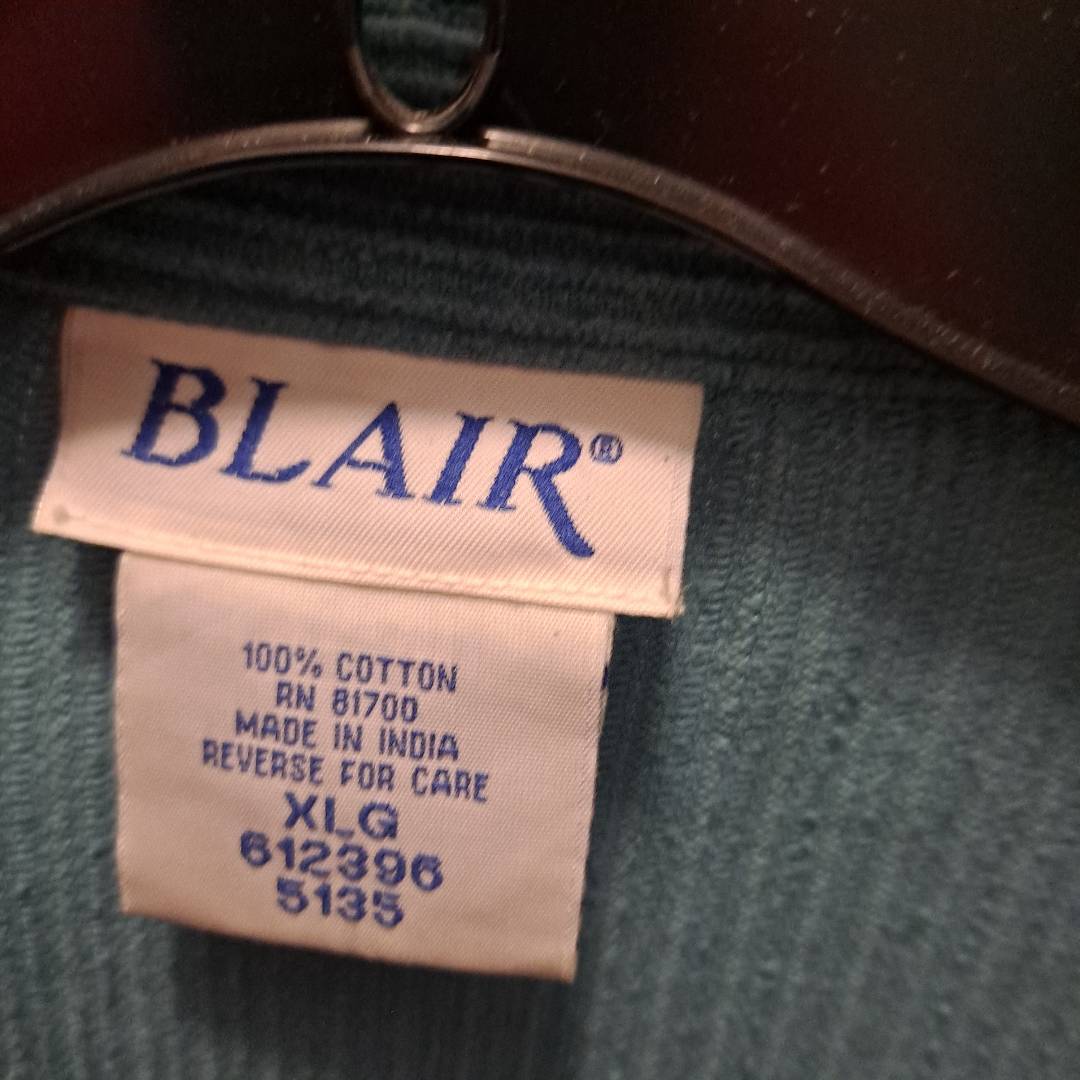 BLAIR®
100% COTTON
RN 81700
MADE IN INDIA
REVERSE FOR CARE
XLG
612396
5135